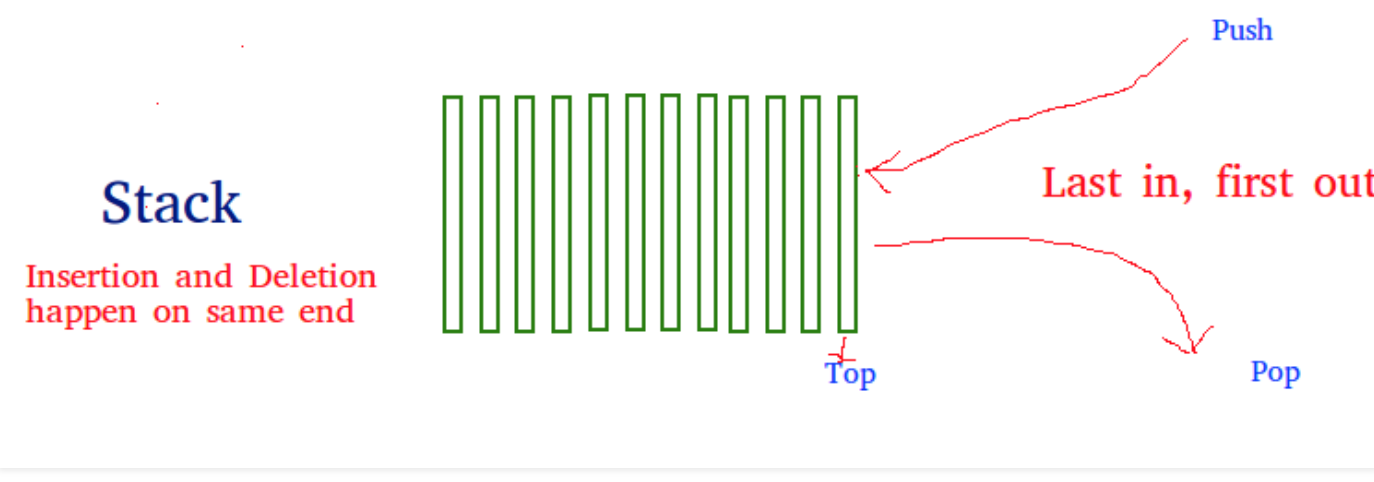 Push
Last in, first out
Stack
Insertion and Deletion
happen on same end
Top
Pop